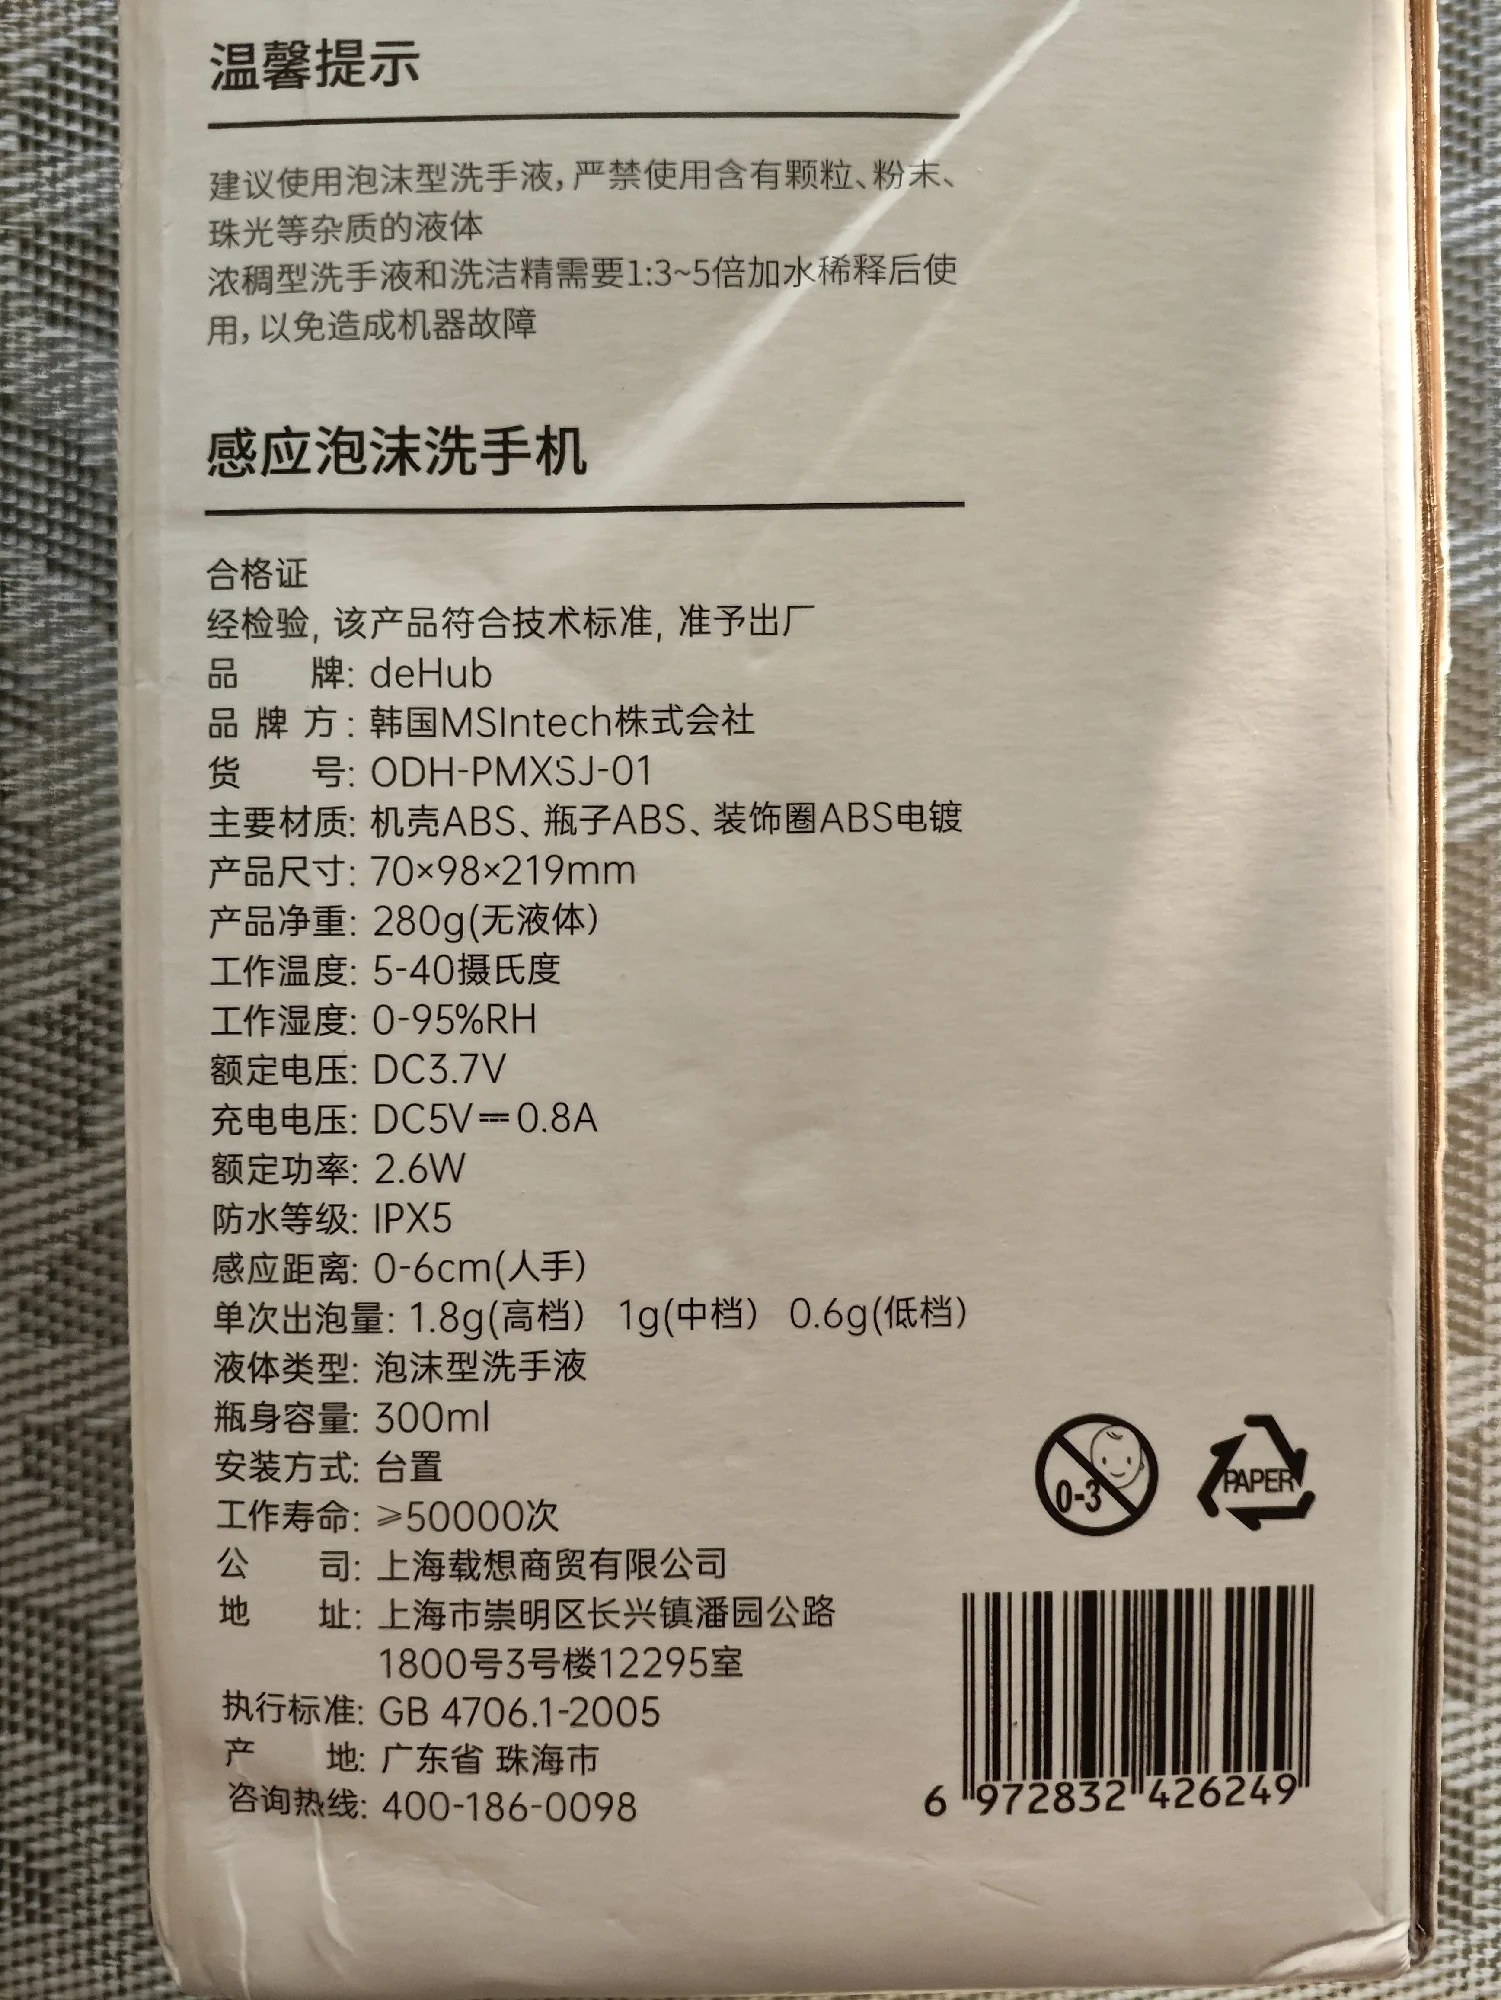 温馨提示
建议使用泡沫型洗手液,严禁使用含有颗粒、粉末、
珠光等杂质的液体
浓稠型洗手液和洗洁精需要1:3~5倍加水稀释后使
用,以免造成机器故障
感应泡沫洗手机
合格证
经检验, 该产品符合技术标准, 准予出厂
品 牌: deHub
品 牌 方: 韩国MSIntech株式会社
货 号: ODH-PMXSJ-01
主要材质: 机壳ABS、瓶子ABS、装饰圈ABS电镀
产品尺寸: 70×98×219mm
产品净重: 280g(无液体)
工作温度: 5-40摄氏度
工作湿度: 0-95%RH
额定电压: DC3.7V
充电电压: DC5V⎓0.8A
额定功率: 2.6W
防水等级: IPX5
感应距离: 0-6cm(人手)
单次出泡量: 1.8g(高档) 1g(中档) 0.6g(低档)
液体类型: 泡沫型洗手液
瓶身容量: 300ml
安装方式: 台置
工作寿命: ≥50000次
公 司: 上海载想商贸有限公司
地 址: 上海市崇明区长兴镇潘园公路
1800号3号楼12295室
执行标准: GB 4706.1-2005
产 地: 广东省 珠海市
咨询热线: 400-186-0098
0-3
PAPER
6 972832 426249